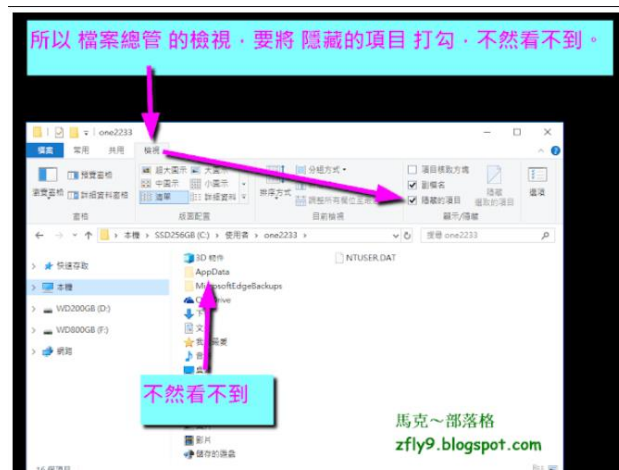 所以 檔案總管 的檢視，要將 隱藏的項目 打勾，不然看不到。
one2233
檔案 常用 共用 檢視
預覽窗格
瀏覽窗格 詳細資料窗格
窗格
超大圖示 大圖示
中圖示 小圖示
清單 詳細資料
版面配置
排序方式
分組方式
目前檢視
項目核取方塊
副檔名
隱藏的項目
隱藏
選取的項目
顯示/隱藏
選項
本機 > SSD256GB (C:) > 使用者 > one2233 >
搜尋 one2233
快速存取
本機
WD200GB (D:)
WD800GB (F:)
網路
3D 物件
AppData
MicrosoftEdgeBackups
NTUSER.DAT
不然看不到
影片
儲存的遊戲
馬克～部落格
zfly9.blogspot.com